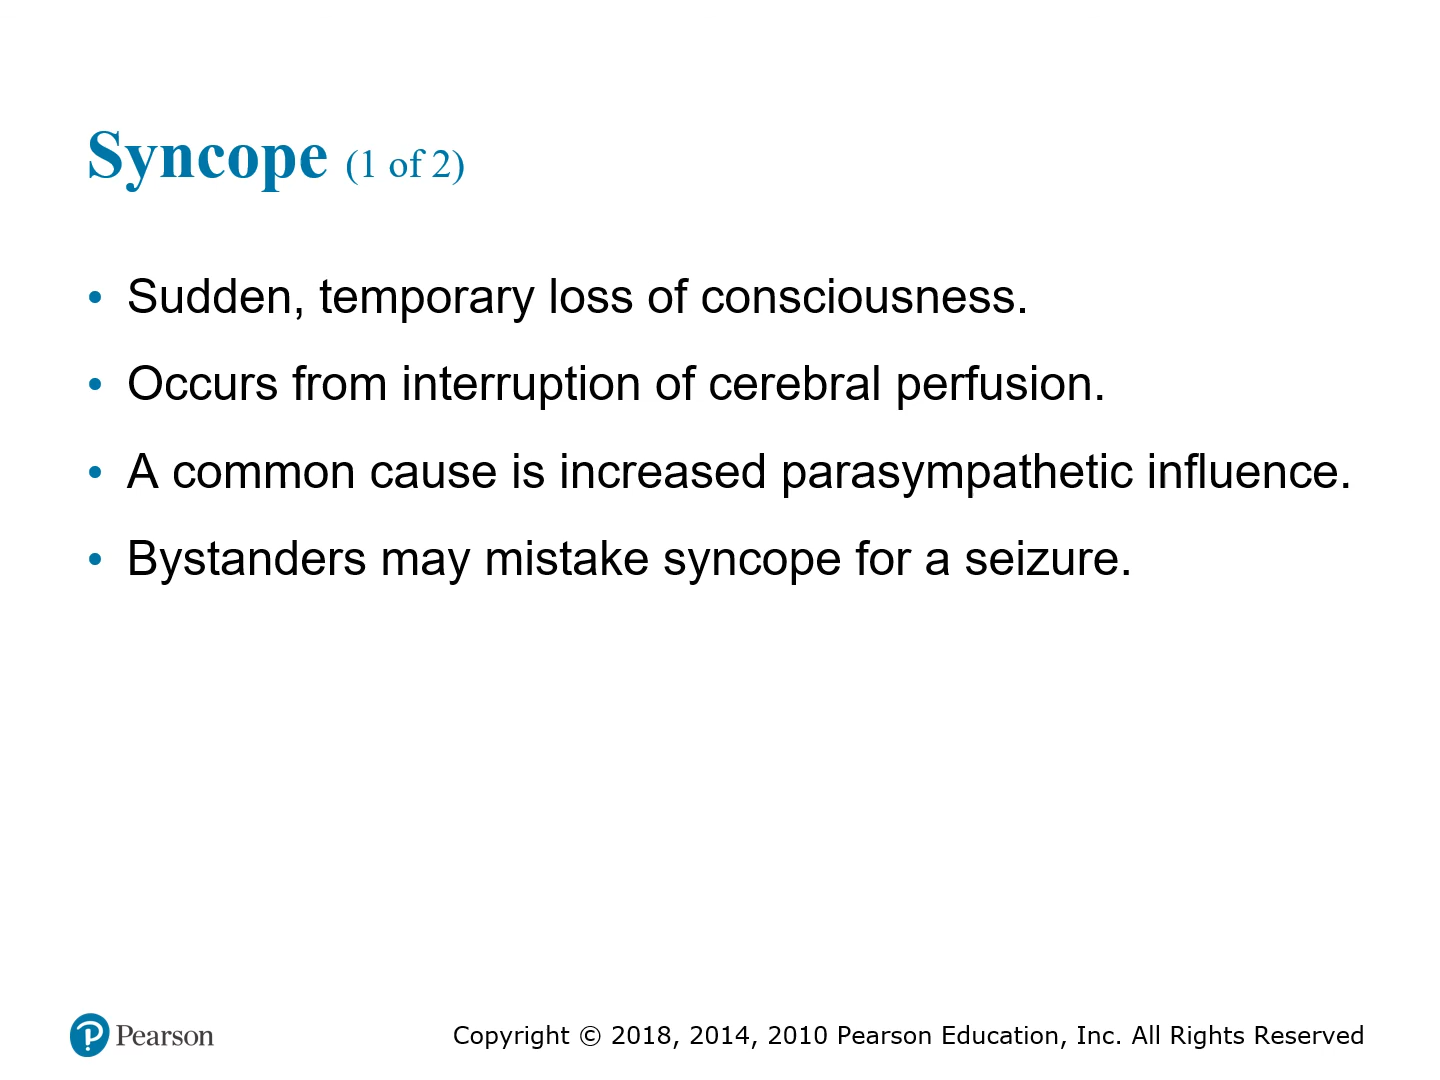 Syncope (1 of 2)
• Sudden, temporary loss of consciousness.
• Occurs from interruption of cerebral perfusion.
• A common cause is increased parasympathetic influence.
• Bystanders may mistake syncope for a seizure.
Pearson
Copyright © 2018, 2014, 2010 Pearson Education, Inc. All Rights Reserved